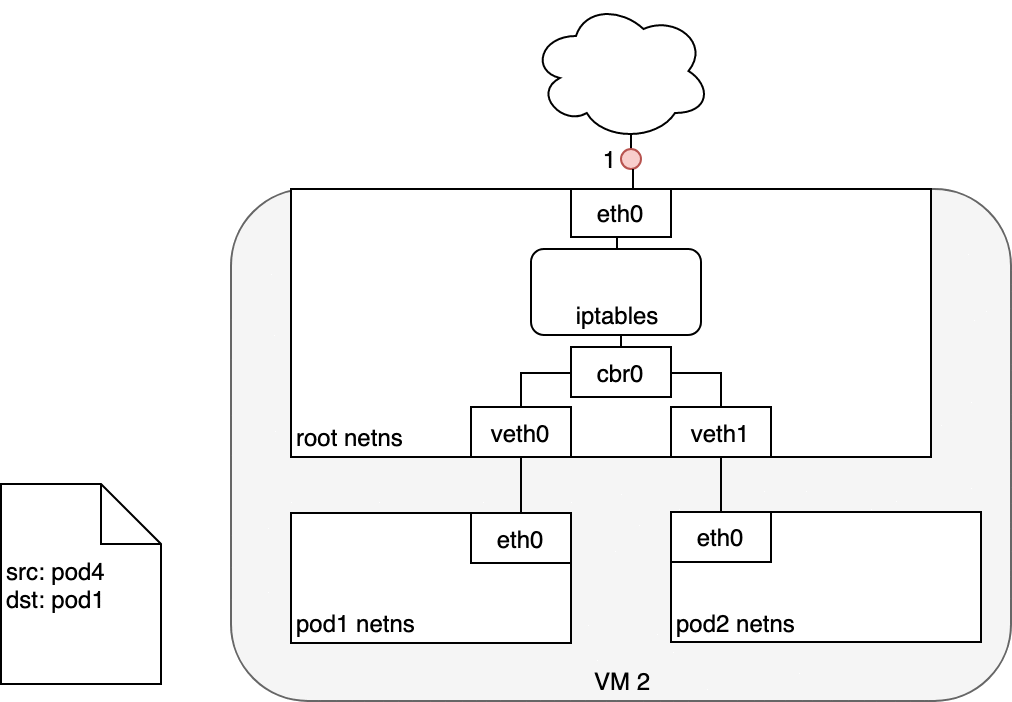 1
eth0
iptables
cbr0
veth0
veth1
root netns
eth0
eth0
src: pod4
dst: pod1
pod1 netns
pod2 netns
VM 2